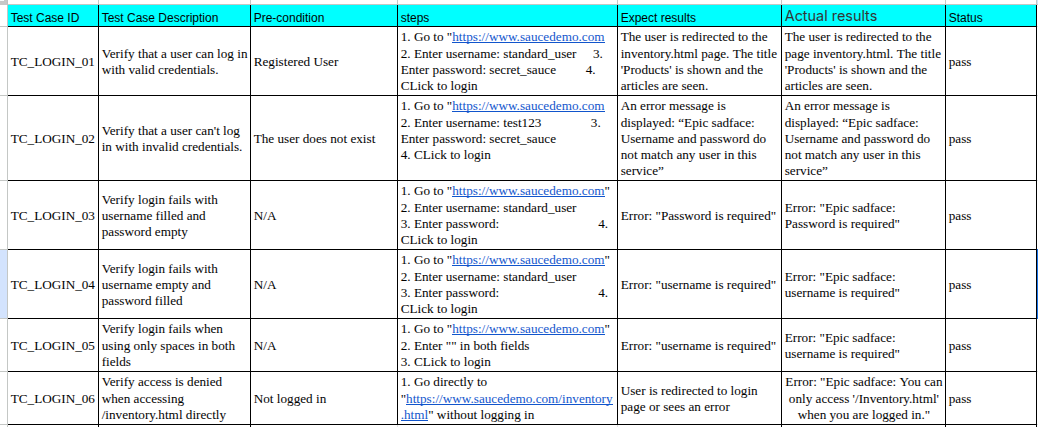 Test Case ID Test Case Description Pre-condition steps Expect results Actual results Status
TC_LOGIN_01
Verify that a user can log in
with valid credentials.
Registered User
1. Go to "https://www.saucedemo.com
2. Enter username: standard_user 3.
Enter password: secret_sauce 4.
CLick to login
The user is redirected to the
inventory.html page. The title
'Products' is shown and the
articles are seen.
The user is redirected to the
page inventory.html. The title
'Products' is shown and the
articles are seen.
pass
TC_LOGIN_02
Verify that a user can't log
in with invalid credentials.
The user does not exist
1. Go to "https://www.saucedemo.com
2. Enter username: test123 3.
Enter password: secret_sauce
4. CLick to login
An error message is
displayed: “Epic sadface:
Username and password do
not match any user in this
service”
An error message is
displayed: “Epic sadface:
Username and password do
not match any user in this
service”
pass
TC_LOGIN_03
Verify login fails with
username filled and
password empty
N/A
1. Go to "https://www.saucedemo.com"
2. Enter username: standard_user
3. Enter password: 4.
CLick to login
Error: "Password is required"
Error: "Epic sadface:
Password is required"
pass
TC_LOGIN_04
Verify login fails with
username empty and
password filled
N/A
1. Go to "https://www.saucedemo.com"
2. Enter username: standard_user
3. Enter password: 4.
CLick to login
Error: "username is required"
Error: "Epic sadface:
username is required"
pass
TC_LOGIN_05
Verify login fails when
using only spaces in both
fields
N/A
1. Go to "https://www.saucedemo.com"
2. Enter "" in both fields
3. CLick to login
Error: "username is required"
Error: "Epic sadface:
username is required"
pass
TC_LOGIN_06
Verify access is denied
when accessing
/inventory.html directly
Not logged in
1. Go directly to
"https://www.saucedemo.com/inventory
.html" without logging in
User is redirected to login
page or sees an error
Error: "Epic sadface: You can
only access '/Inventory.html'
when you are logged in."
pass